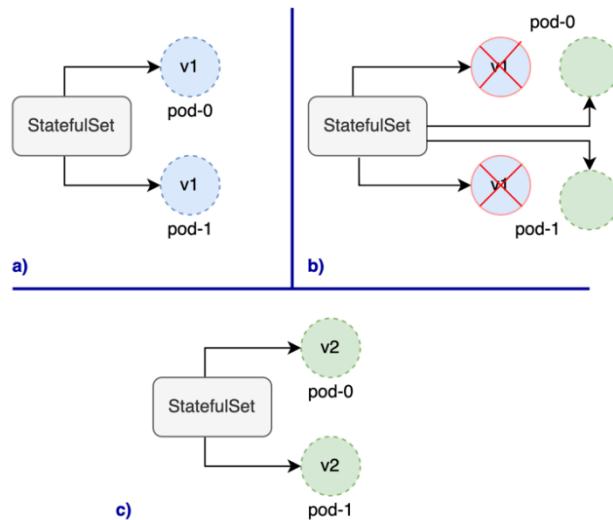 v1
pod-0
StatefulSet
v1
pod-1
a)
pod-0
v1
StatefulSet
v1
pod-1
b)
v2
pod-0
StatefulSet
v2
pod-1
c)